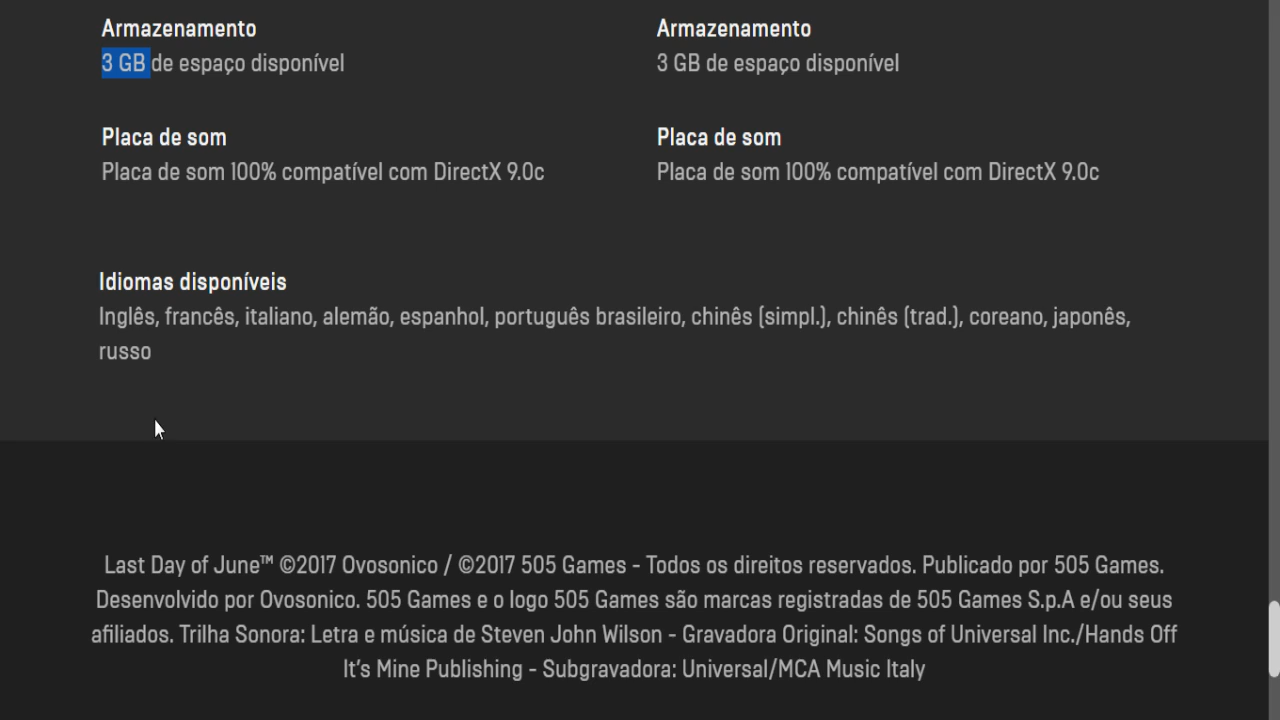 Armazenamento
3 GB de espaço disponível
Placa de som
Placa de som 100% compatível com DirectX 9.0c
Armazenamento
3 GB de espaço disponível
Placa de som
Placa de som 100% compatível com DirectX 9.0c
Idiomas disponíveis
Inglês, francês, italiano, alemão, espanhol, português brasileiro, chinês (simpl.), chinês (trad.), coreano, japonês,
russo
Last Day of June™ ©2017 Ovosonico / ©2017 505 Games - Todos os direitos reservados. Publicado por 505 Games.
Desenvolvido por Ovosonico. 505 Games e o logo 505 Games são marcas registradas de 505 Games S.p.A e/ou seus
afiliados. Trilha Sonora: Letra e música de Steven John Wilson - Gravadora Original: Songs of Universal Inc./Hands Off
It's Mine Publishing - Subgravadora: Universal/MCA Music Italy